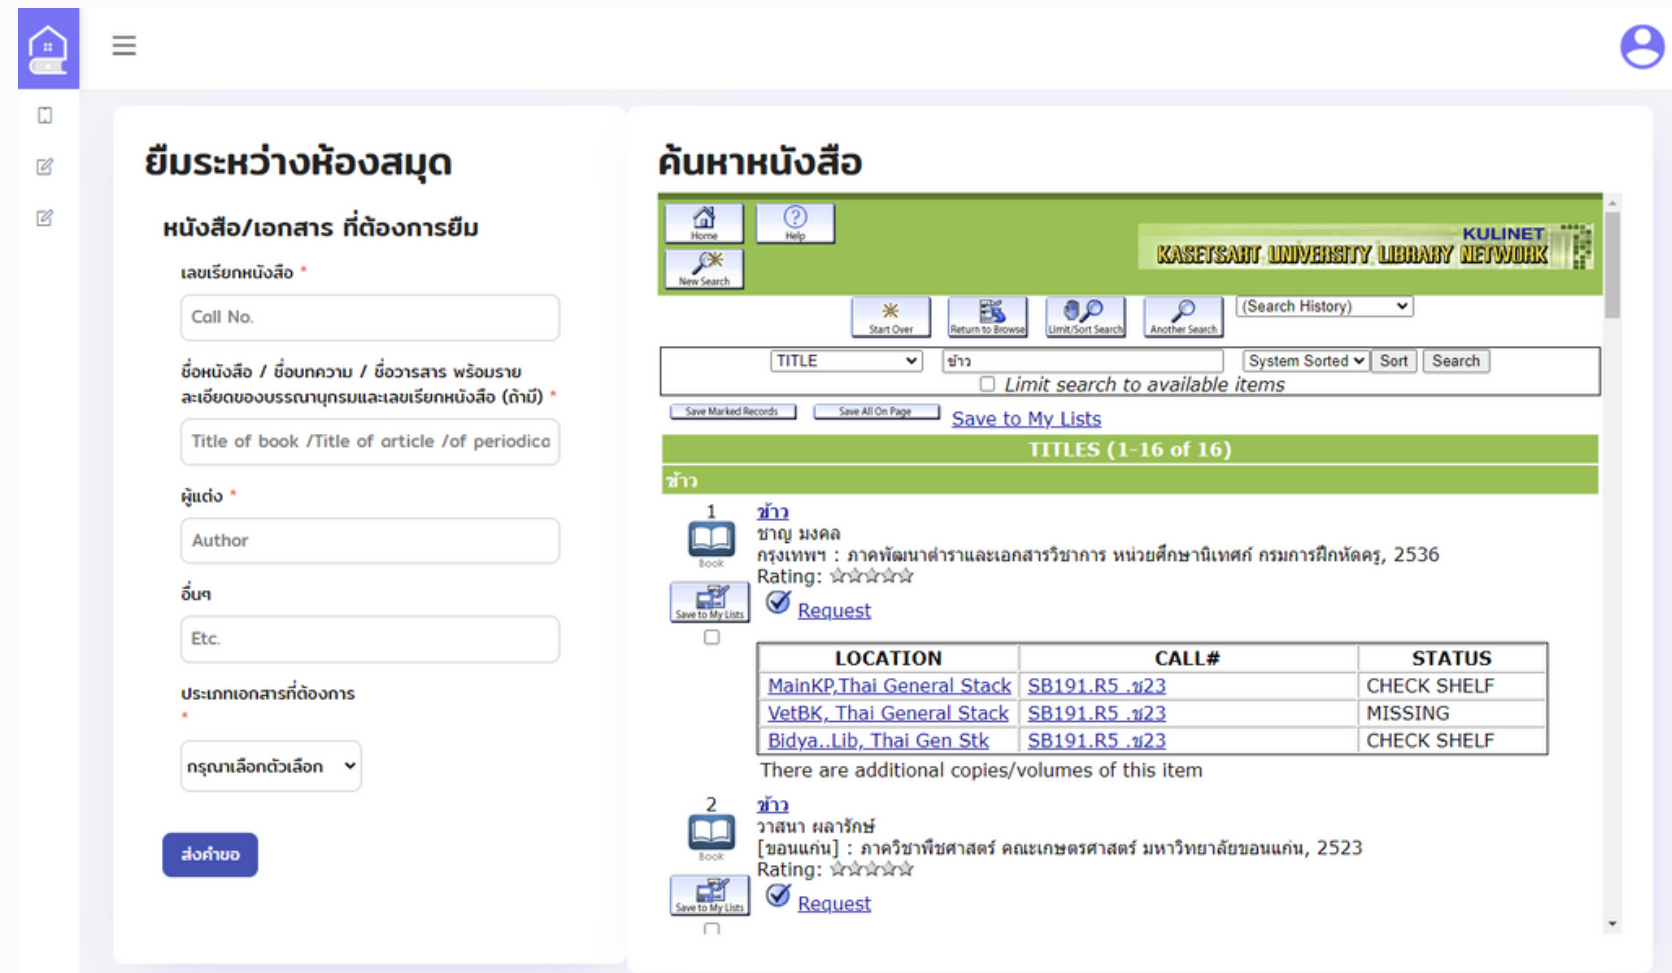 ยืมระหว่างห้องสมุด
หนังสือ/เอกสาร ที่ต้องการยืม
เลขเรียกหนังสือ *
Call No.
ชื่อหนังสือ / ชื่อบทความ / ชื่อวารสาร พร้อมราย
ละเอียดของบรรณานุกรมและเลขเรียกหนังสือ (ถ้ามี) *
Title of book /Title of article /of periodica
ผู้แต่ง *
Author
อื่นๆ
Etc.
ประเภทเอกสารที่ต้องการ
*
กรุณาเลือกตัวเลือก
ส่งคำขอ
ค้นหาหนังสือ
Home
Help
New Search
KULINET
KASETSART UNIVERSITY LIBRARY NETWORK
Start Over
Return to Browse
Limit/Sort Search
Another Search
(Search History)
TITLE
ข้าว
System Sorted
Sort
Search
Limit search to available items
Save Marked Records
Save All On Page
Save to My Lists
TITLES (1-16 of 16)
ข้าว
1
Book
ข้าว
ชาญ มงคล
กรุงเทพฯ : ภาคพัฒนาตำราและเอกสารวิชาการ หน่วยศึกษานิเทศก์ กรมการฝึกหัดครู, 2536
Rating:
Save to My Lists
Request
LOCATION CALL# STATUS
MainKP,Thai General Stack SB191.R5 .ช23 CHECK SHELF
VetBK, Thai General Stack SB191.R5 .ช23 MISSING
Bidya..Lib, Thai Gen Stk SB191.R5 .ช23 CHECK SHELF
There are additional copies/volumes of this item
2
Book
ข้าว
วาสนา ผลารักษ์
[ขอนแก่น] : ภาควิชาพืชศาสตร์ คณะเกษตรศาสตร์ มหาวิทยาลัยขอนแก่น, 2523
Rating:
Save to My Lists
Request